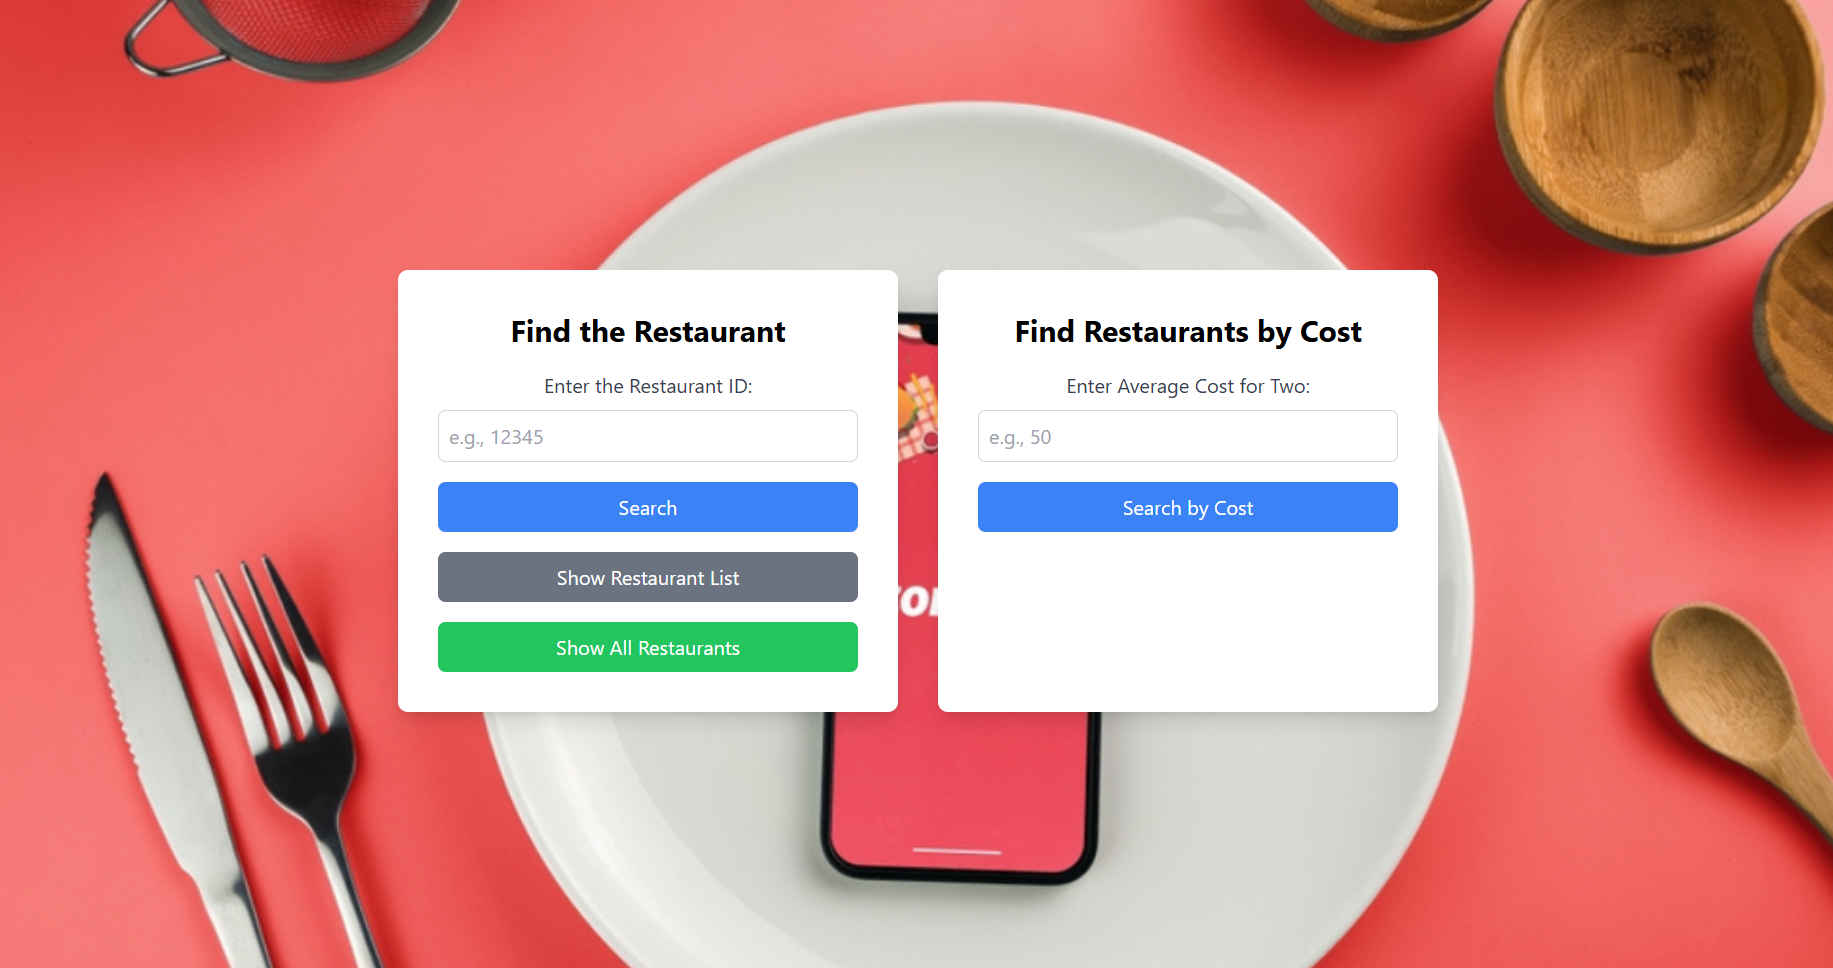 Find the Restaurant
Enter the Restaurant ID:
e.g., 12345
Search
Show Restaurant List
Show All Restaurants
Find Restaurants by Cost
Enter Average Cost for Two:
e.g., 50
Search by Cost